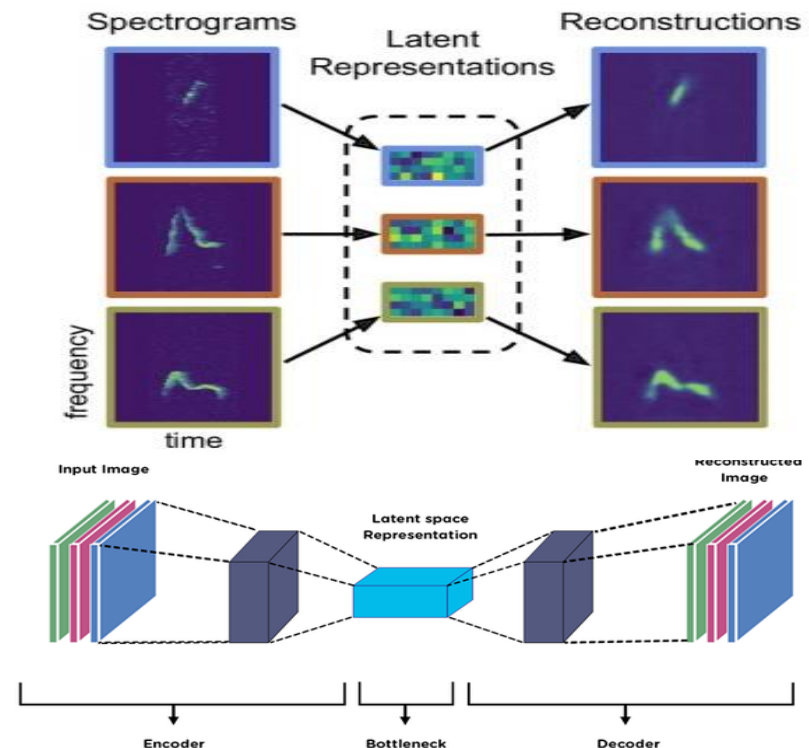 Spectrograms
Latent
Representations
Reconstructions
frequency
time
Input Image
Latent space
Representation
Reconstructed
Image
Encoder
Bottleneck
Decoder